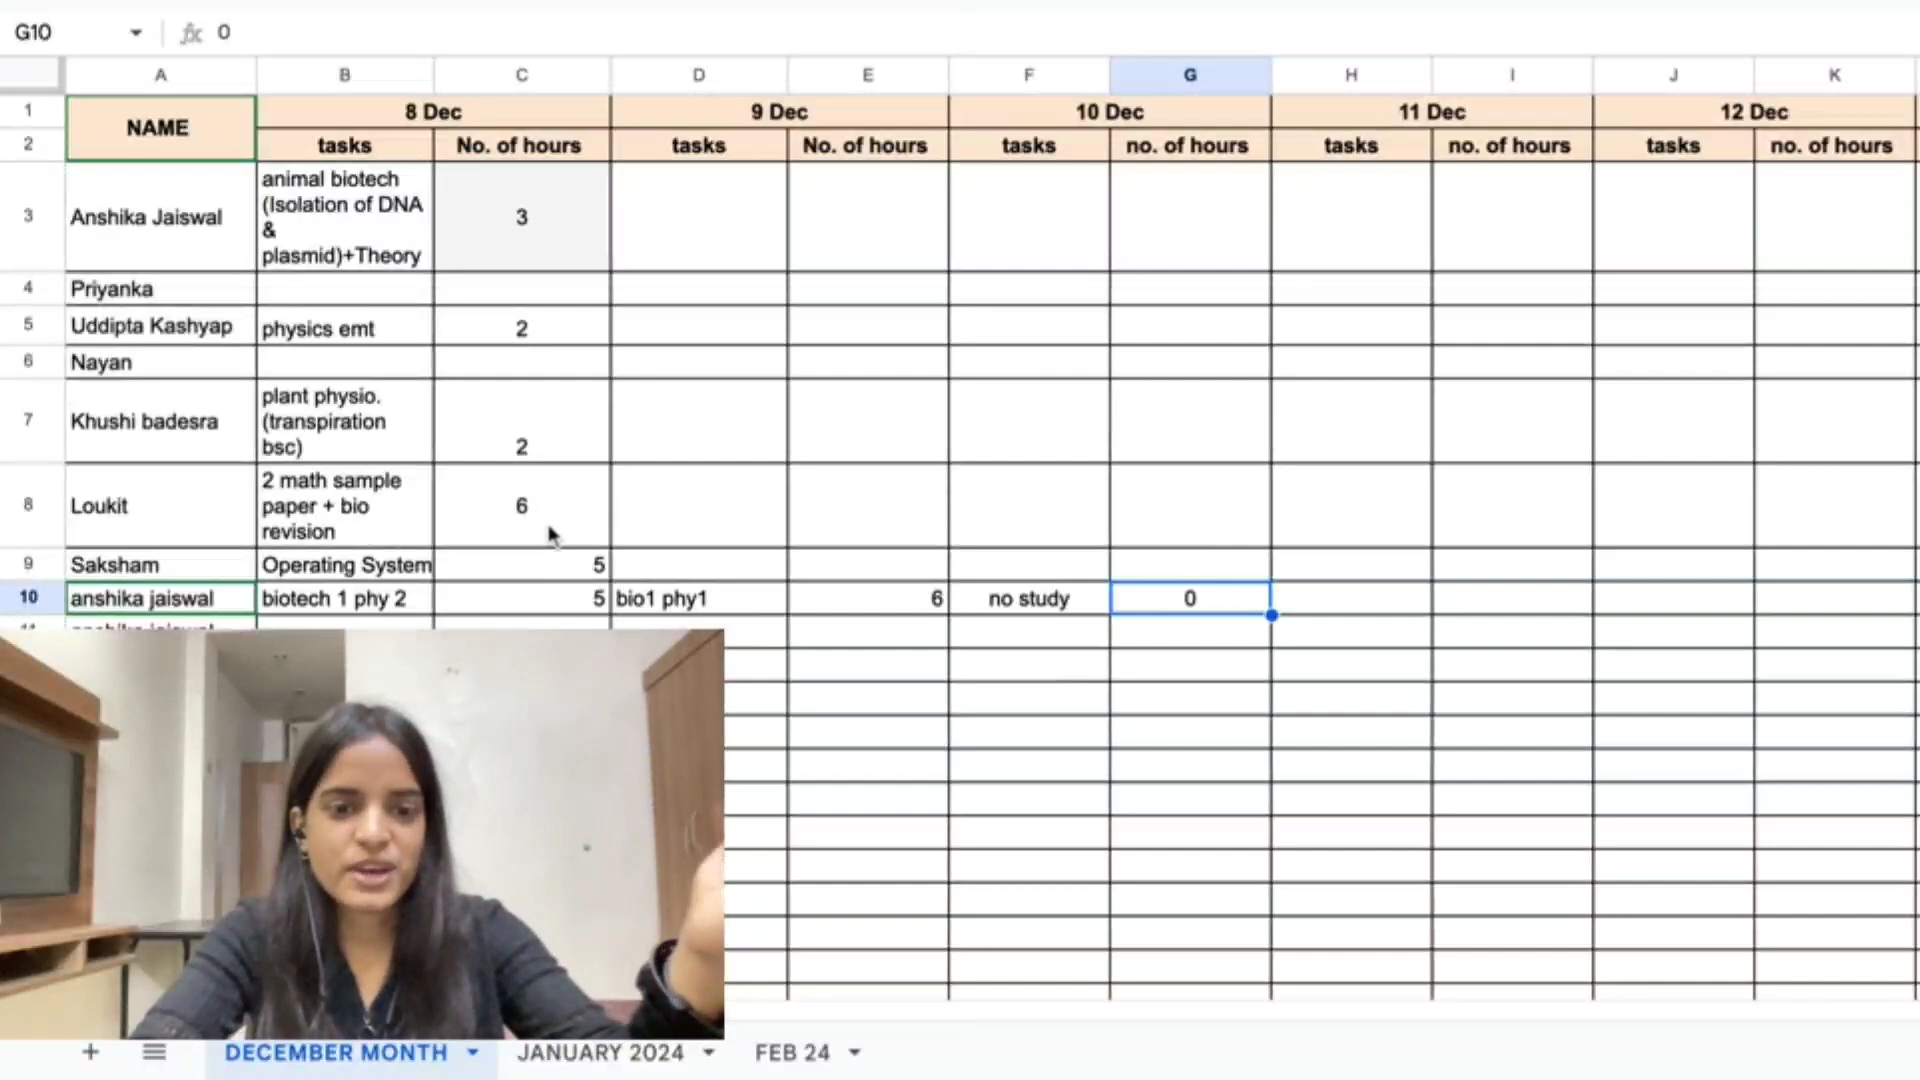 G10 fx 0
A B C D E F G H I J K
1 NAME 8 Dec 9 Dec 10 Dec 11 Dec 12 Dec
2 tasks No. of hours tasks No. of hours tasks no. of hours tasks no. of hours tasks no. of hours
animal biotech
(Isolation of DNA
3 Anshika Jaiswal & 3
plasmid)+Theory
4 Priyanka
5 Uddipta Kashyap physics emt 2
6 Nayan
plant physio.
7 Khushi badesra (transpiration
bsc) 2
2 math sample
8 Loukit paper + bio 6
revision
9 Saksham Operating System 5
10 anshika jaiswal biotech 1 phy 2 5 bio1 phy1 6 no study 0
+ DECEMBER MONTH JANUARY 2024 FEB 24